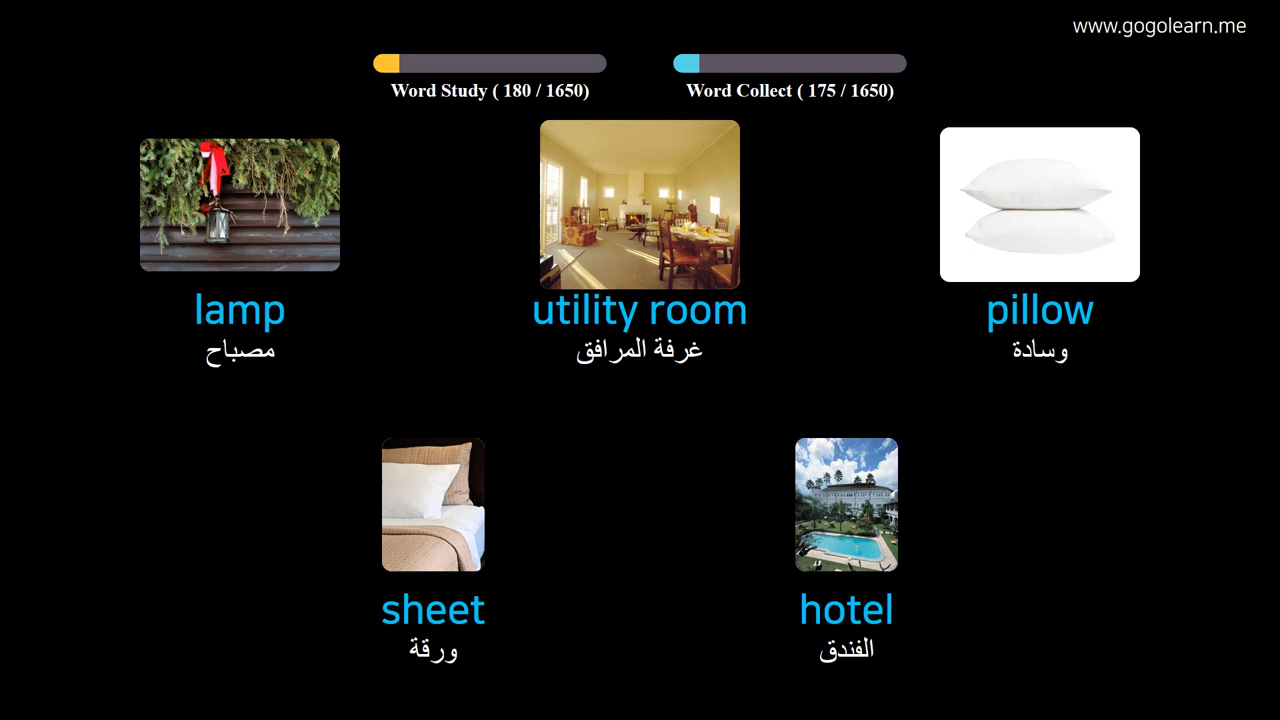 www.gogolearn.me
Word Study ( 180 / 1650)
Word Collect ( 175 / 1650)
lamp
مصباح
utility room
غرفة المرافق
pillow
وسادة
sheet
ورقة
hotel
الفندق